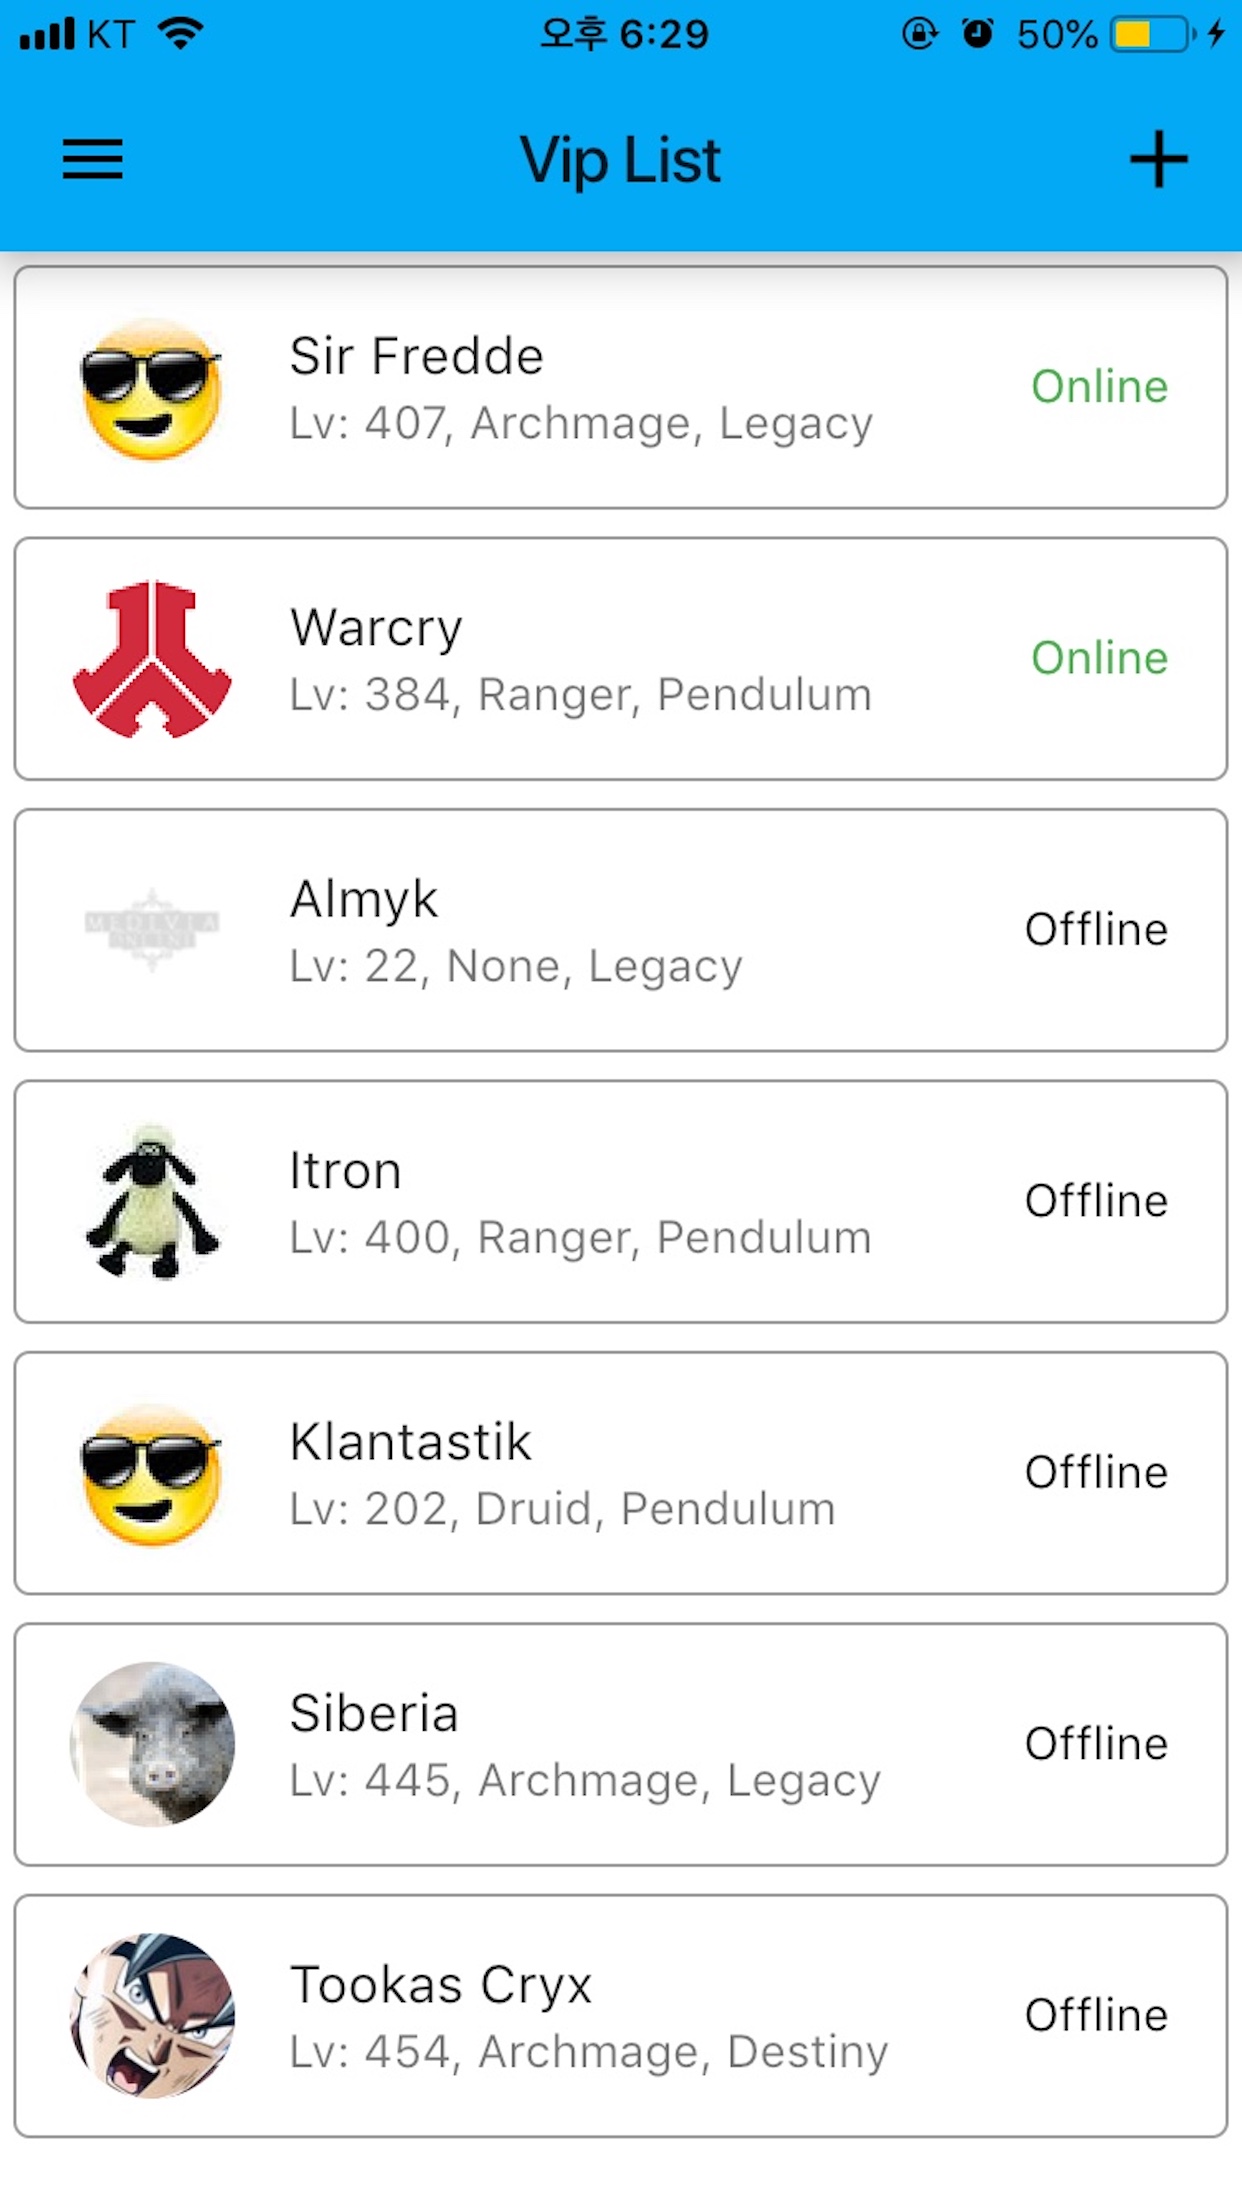 KT
오후 6:29
50%
Vip List
Sir Fredde
Lv: 407, Archmage, Legacy
Online
Warcry
Lv: 384, Ranger, Pendulum
Online
MEDIVIA
ONLINE
Almyk
Lv: 22, None, Legacy
Offline
Itron
Lv: 400, Ranger, Pendulum
Offline
Klantastik
Lv: 202, Druid, Pendulum
Offline
Siberia
Lv: 445, Archmage, Legacy
Offline
Tookas Cryx
Lv: 454, Archmage, Destiny
Offline